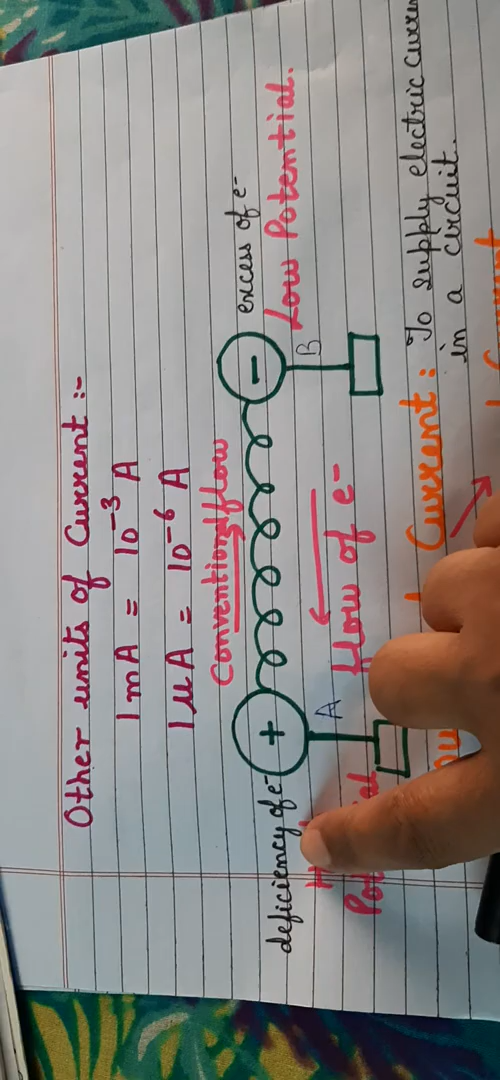 Other units of Current :-
1 mA = 10⁻³ A
1 μA = 10⁻⁶ A
Conventional flow
deficiency of e⁻
+
-
excess of e⁻
Low Potential.
A
B
Flow of e⁻
Current : To supply electric
in a circuit.